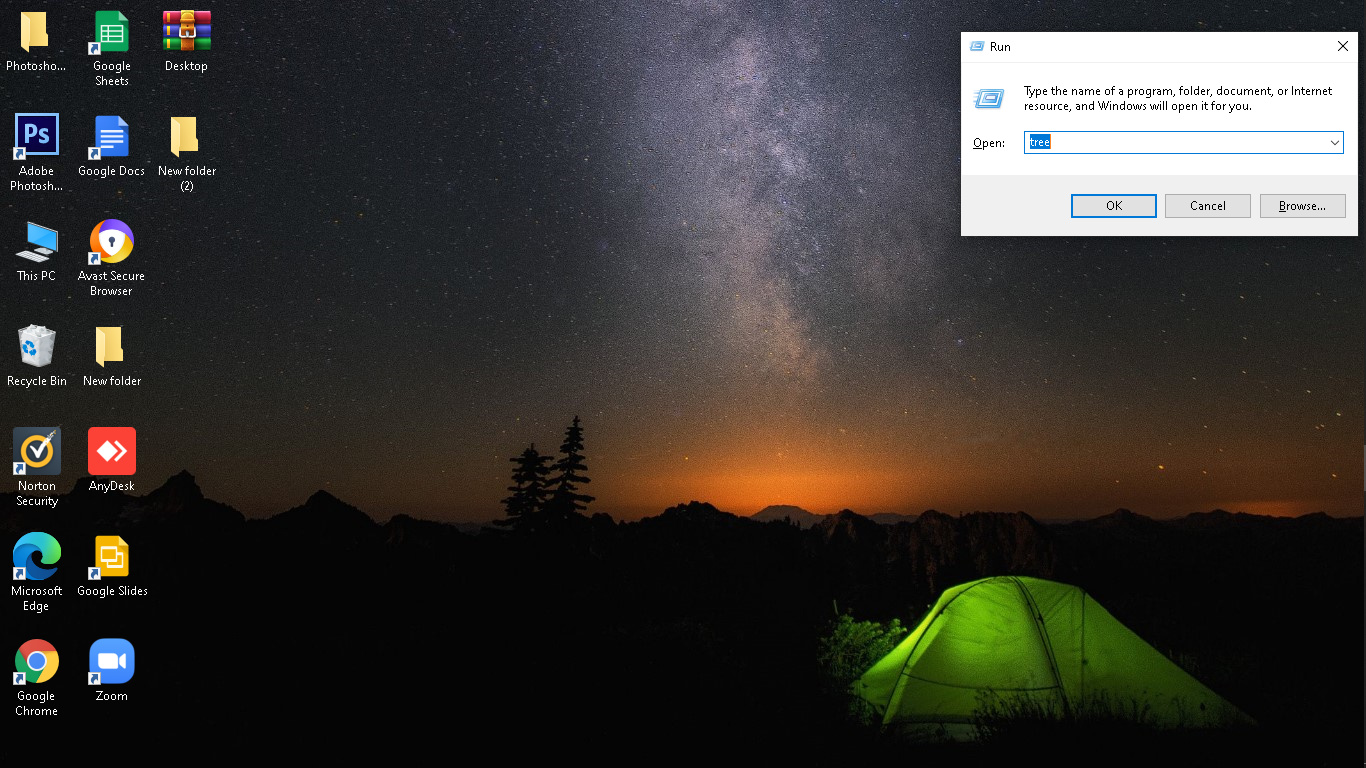 Photosho...
Google
Sheets
Desktop
Ps
Adobe
Photosh...
Google Docs
New folder
(2)
This PC
Avast Secure
Browser
Recycle Bin
New folder
Norton
Security
AnyDesk
Microsoft
Edge
Google Slides
Google
Chrome
Zoom
Run
Type the name of a program, folder, document, or Internet
resource, and Windows will open it for you.
Open: tree
OK Cancel Browse...